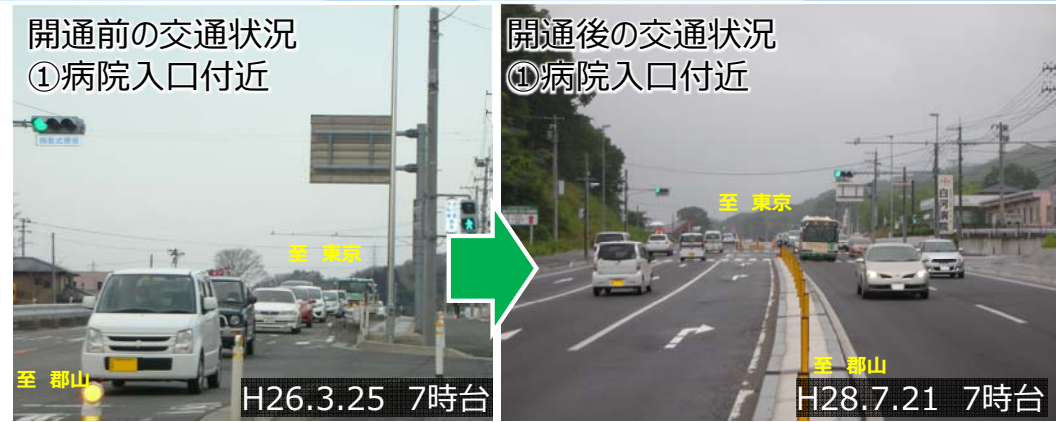 開通前の交通状況
①病院入口付近
至 東京
至 郡山
H26.3.25 7時台
開通後の交通状況
①病院入口付近
至 東京
白河
至 郡山
H28.7.21 7時台